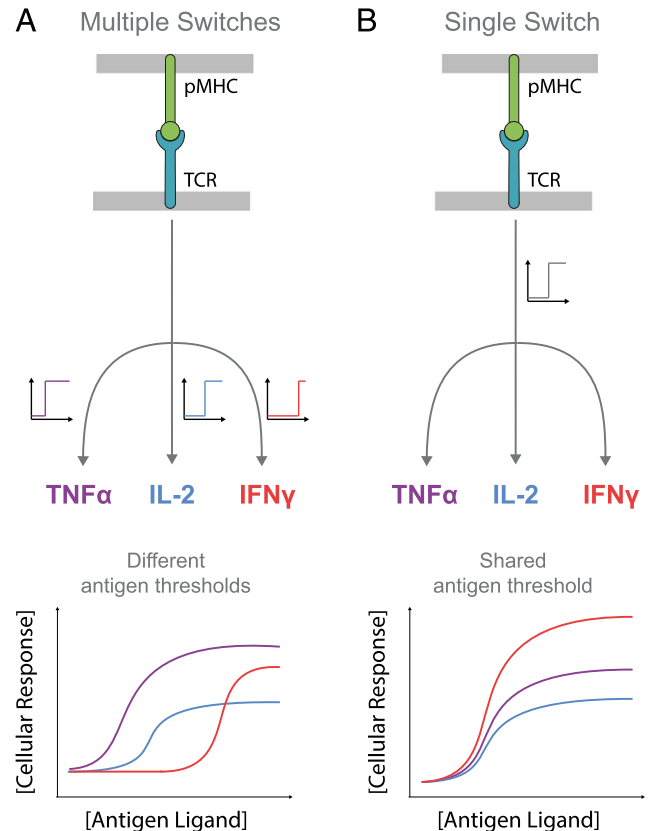 A
Multiple Switches
pMHC
TCR
TNFα
IL-2
IFNγ
Different
antigen thresholds
[Cellular Response]
[Antigen Ligand]
B
Single Switch
pMHC
TCR
TNFα
IL-2
IFNγ
Shared
antigen threshold
[Cellular Response]
[Antigen Ligand]